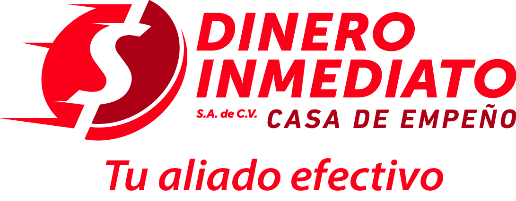 $ DINERO
INMEDIATO
S.A. de C.V. CASA DE EMPEÑO
Tu aliado efectivo